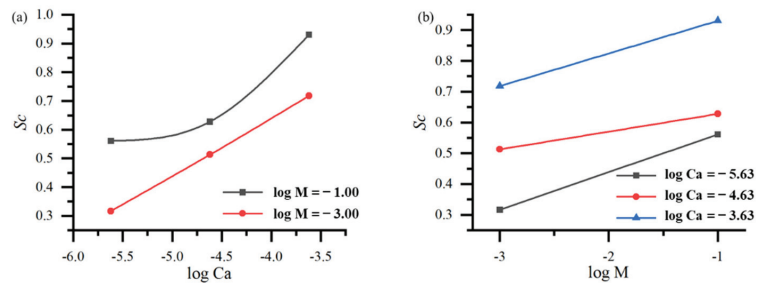 (a)
1.0
0.9
0.8
0.7
0.6
0.5
0.4
0.3
Sc
log M = − 1.00
log M = − 3.00
-6.0 -5.5 -5.0 -4.5 -4.0 -3.5
log Ca
(b)
0.9
0.8
0.7
0.6
0.5
0.4
0.3
Sc
log Ca = − 5.63
log Ca = − 4.63
log Ca = − 3.63
-3 -2 -1
log M